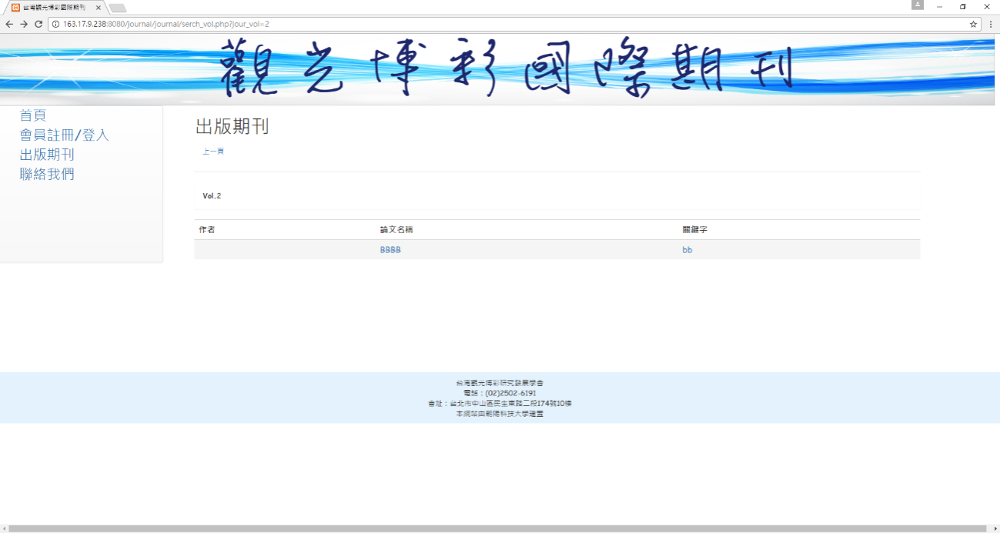 台灣觀光博彩國際期刊
163.17.9.238:8080/journal/journal/serch_vol.php?jour_vol=2
觀光博彩國際期刊
首頁
會員註冊/登入
出版期刊
聯絡我們
出版期刊
上一頁
Vol.2
作者 論文名稱 關鍵字
BBBB bb
台灣觀光博彩研究發展學會
電話：(02)2502-6191
會址：台北市中山區民生東路二段174號10樓
本網站由朝陽科技大學建置